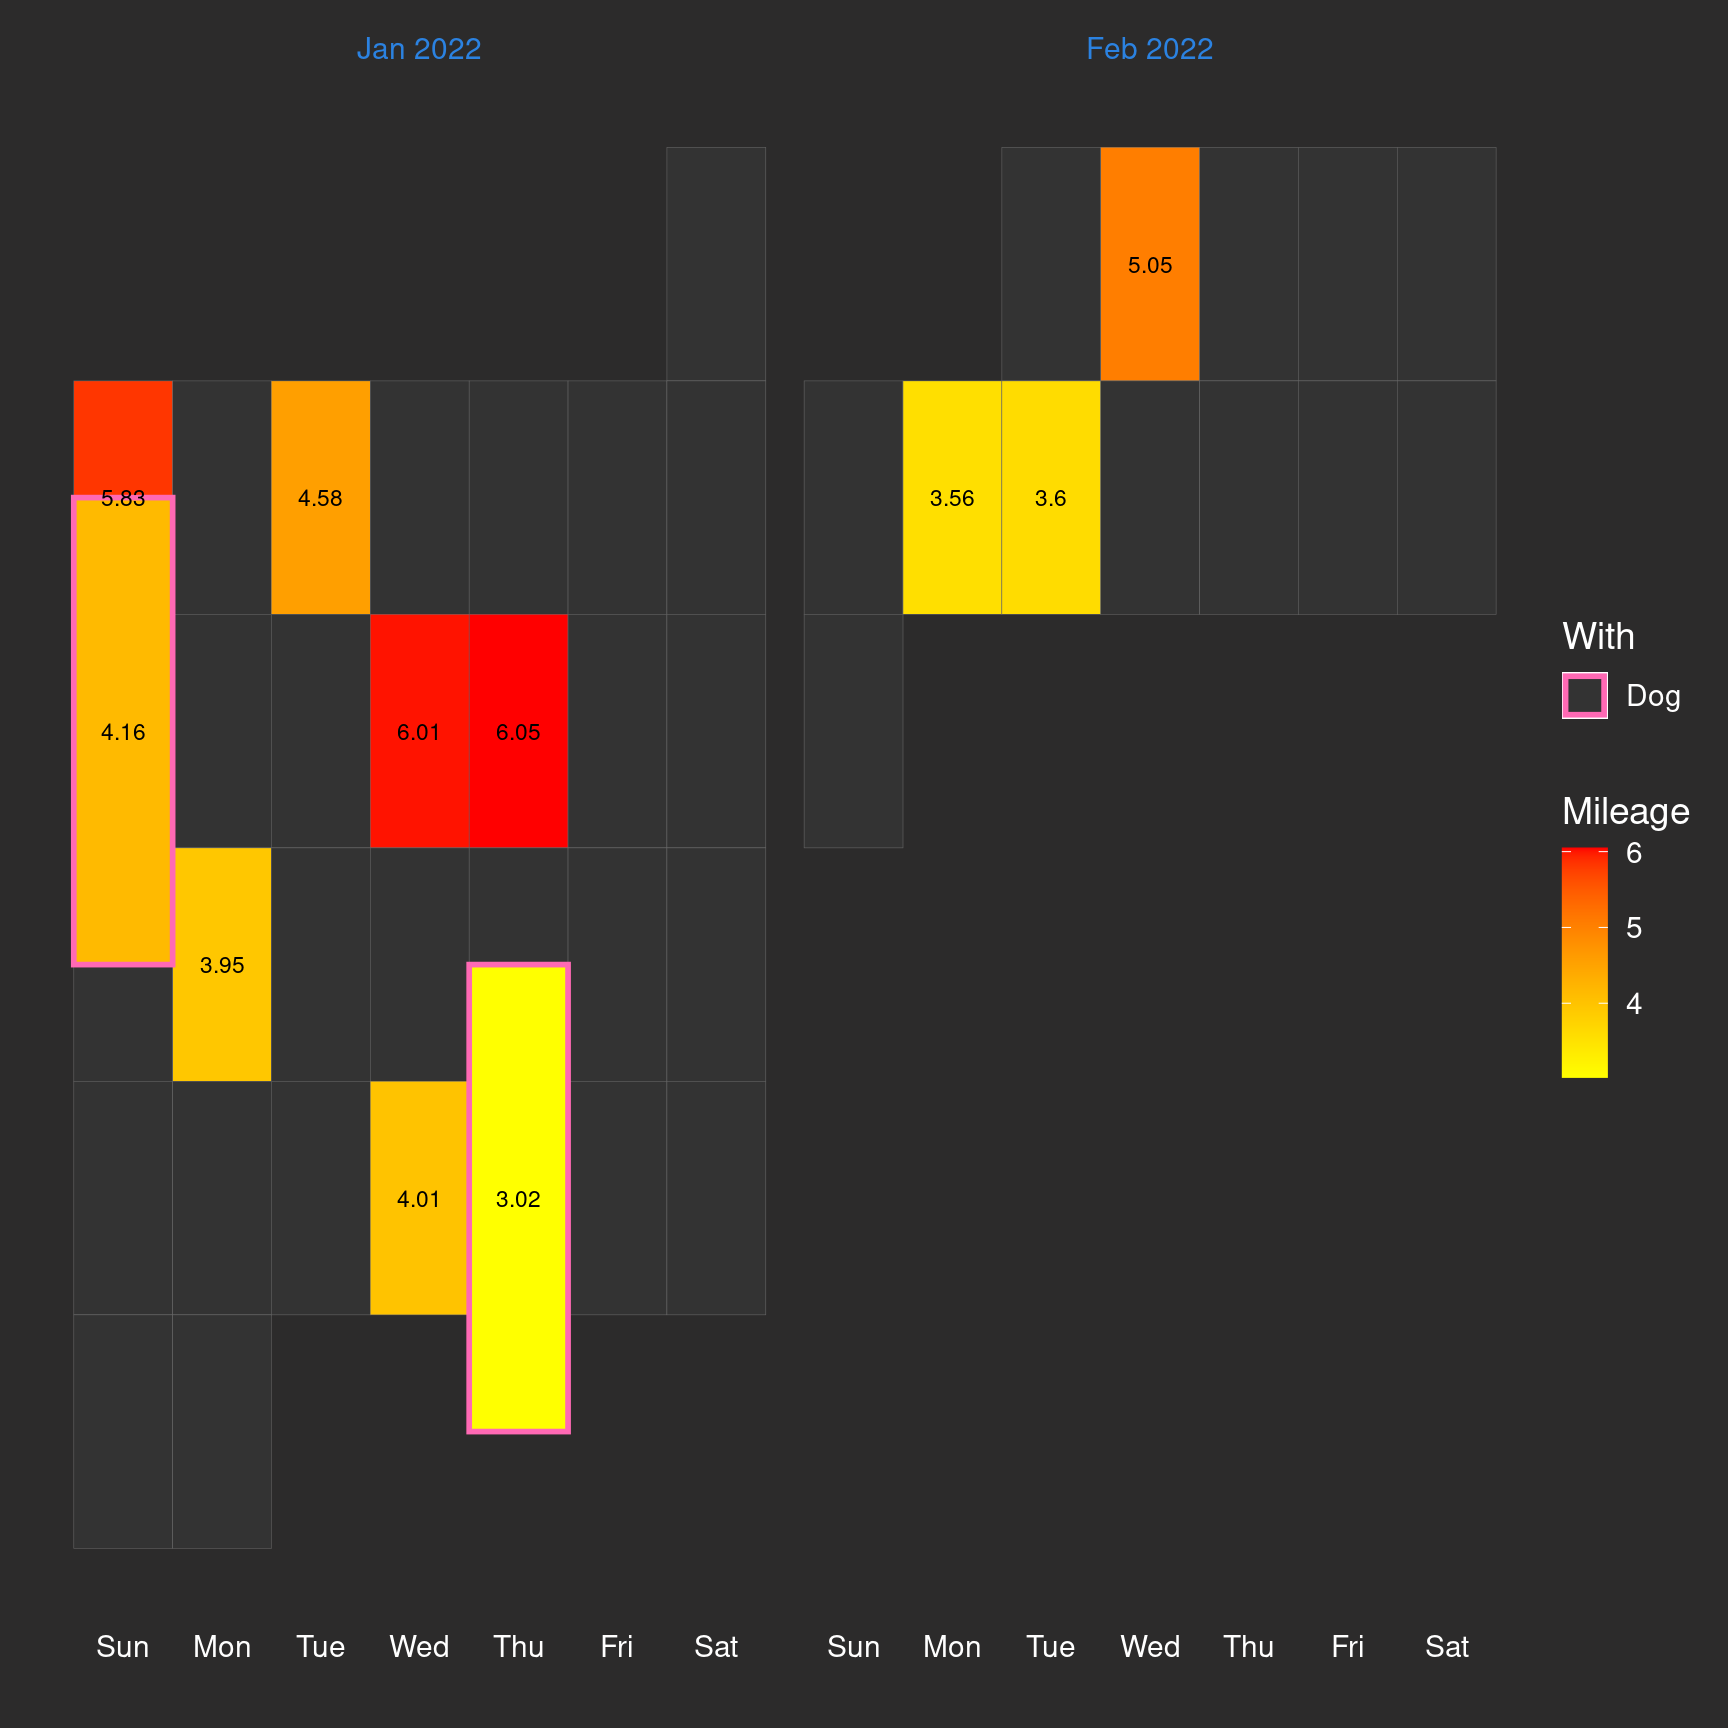 Jan 2022
Feb 2022
5.05
5.83
4.58
3.56
3.6
4.16
6.01
6.05
3.95
4.01
3.02
With
Dog
Mileage
6
5
4
Sun Mon Tue Wed Thu Fri Sat
Sun Mon Tue Wed Thu Fri Sat